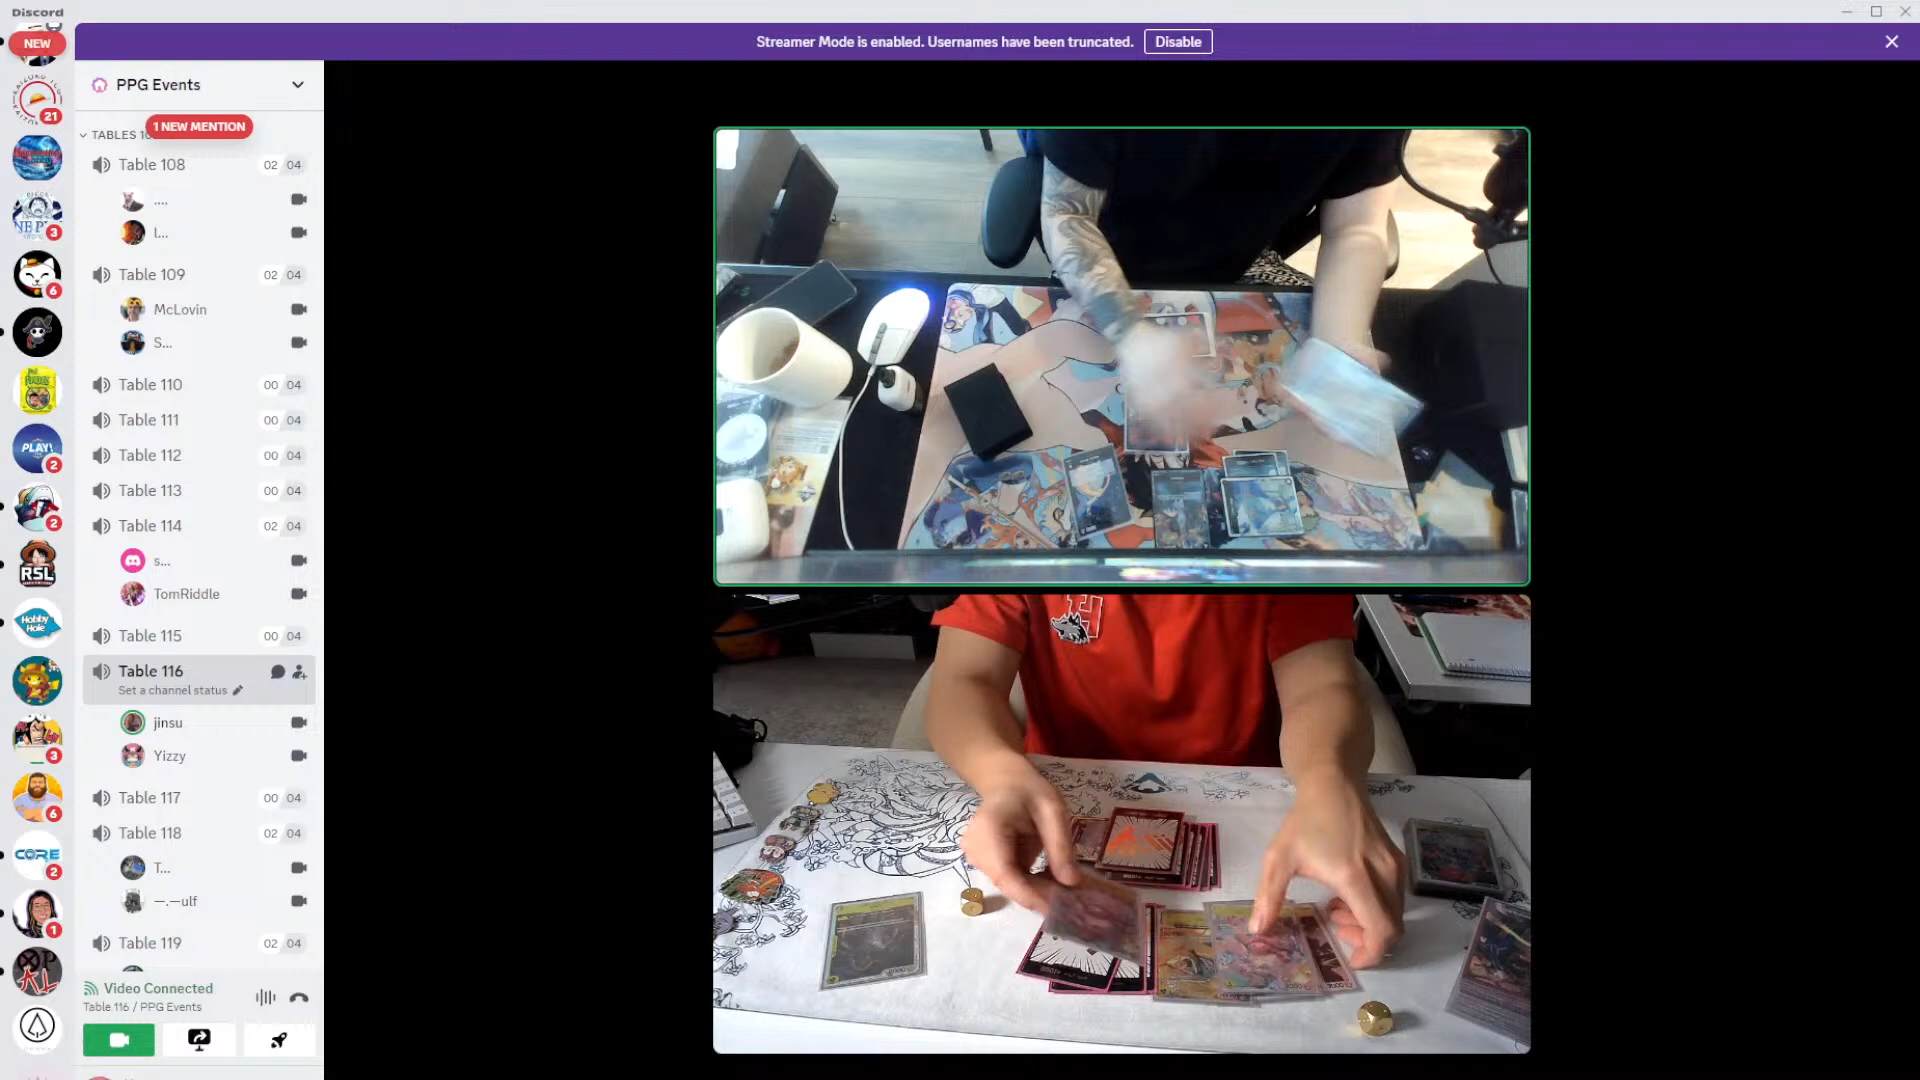 Discord
Streamer Mode is enabled. Usernames have been truncated.
Disable
NEW
21
3
6
PLAY!
2
2
RSL
Hobby
Hole
3
6
CORE
2
1
PPG Events
1 NEW MENTION
TABLES 10
Table 108
02 04
....
l...
Table 109
02 04
McLovin
S...
Table 110
00 04
Table 111
00 04
Table 112
00 04
Table 113
00 04
Table 114
02 04
s...
TomRiddle
Table 115
00 04
Table 116
Set a channel status
jinsu
Yizzy
Table 117
00 04
Table 118
02 04
T...
—.—ulf
Table 119
02 04
Video Connected
Table 116 / PPG Events